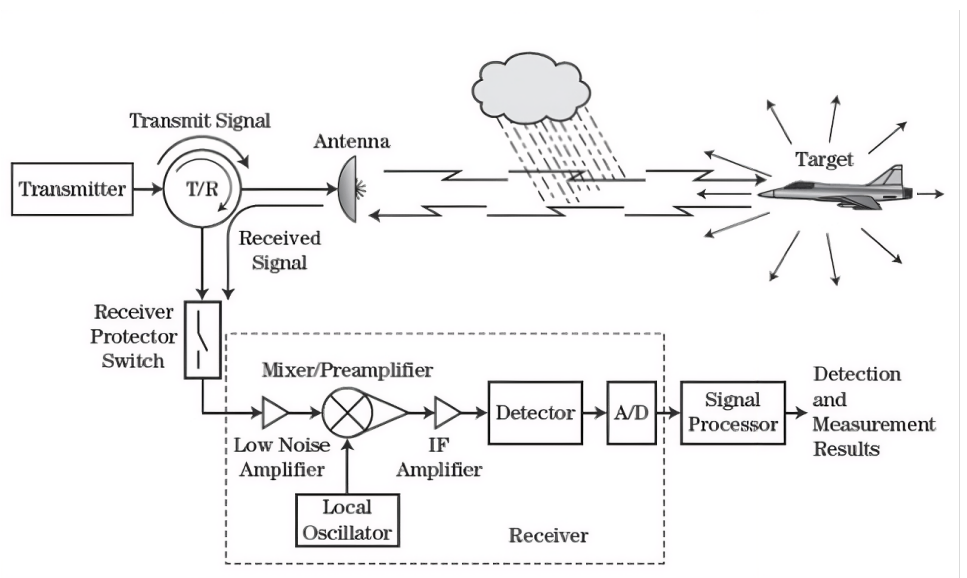 Transmit Signal
Antenna
Target
Transmitter
T/R
Received
Signal
Receiver
Protector
Switch
Mixer/Preamplifier
Detection
and
Measurement
Results
Detector
A/D
Signal
Processor
Low Noise
Amplifier
IF
Amplifier
Local
Oscillator
Receiver